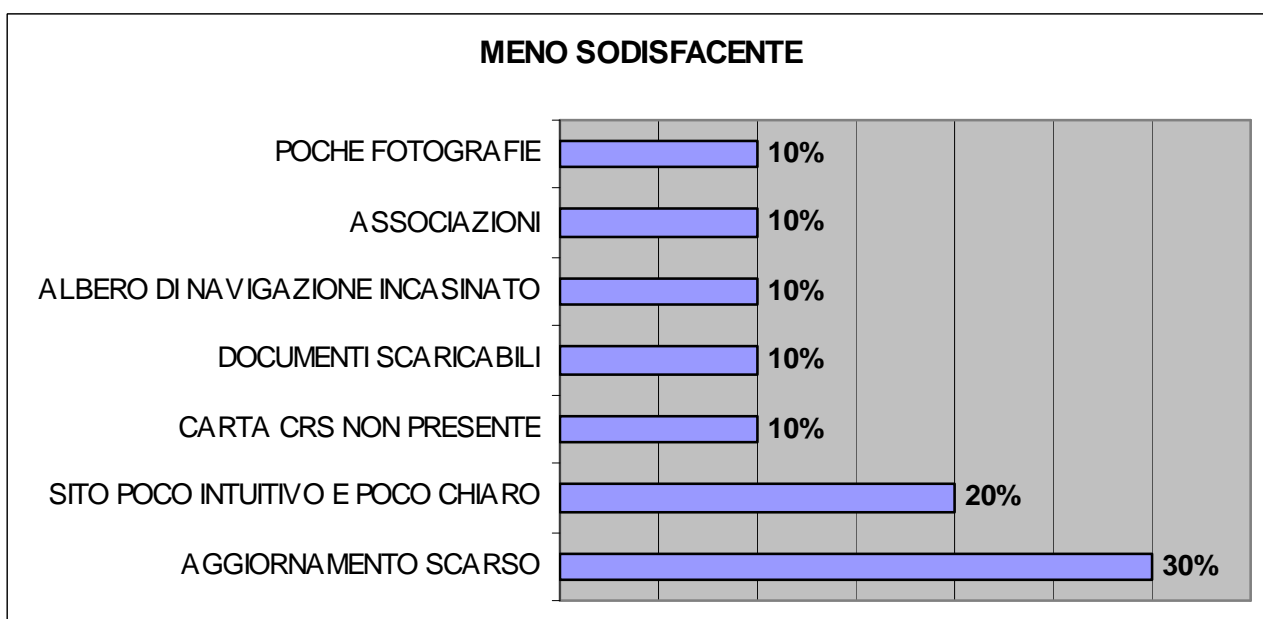 MENO SODISFACENTE
POCHE FOTOGRAFIE 10%
ASSOCIAZIONI 10%
ALBERO DI NAVIGAZIONE INCASINATO 10%
DOCUMENTI SCARICABILI 10%
CARTA CRS NON PRESENTE 10%
SITO POCO INTUITIVO E POCO CHIARO 20%
AGGIORNAMENTO SCARSO 30%